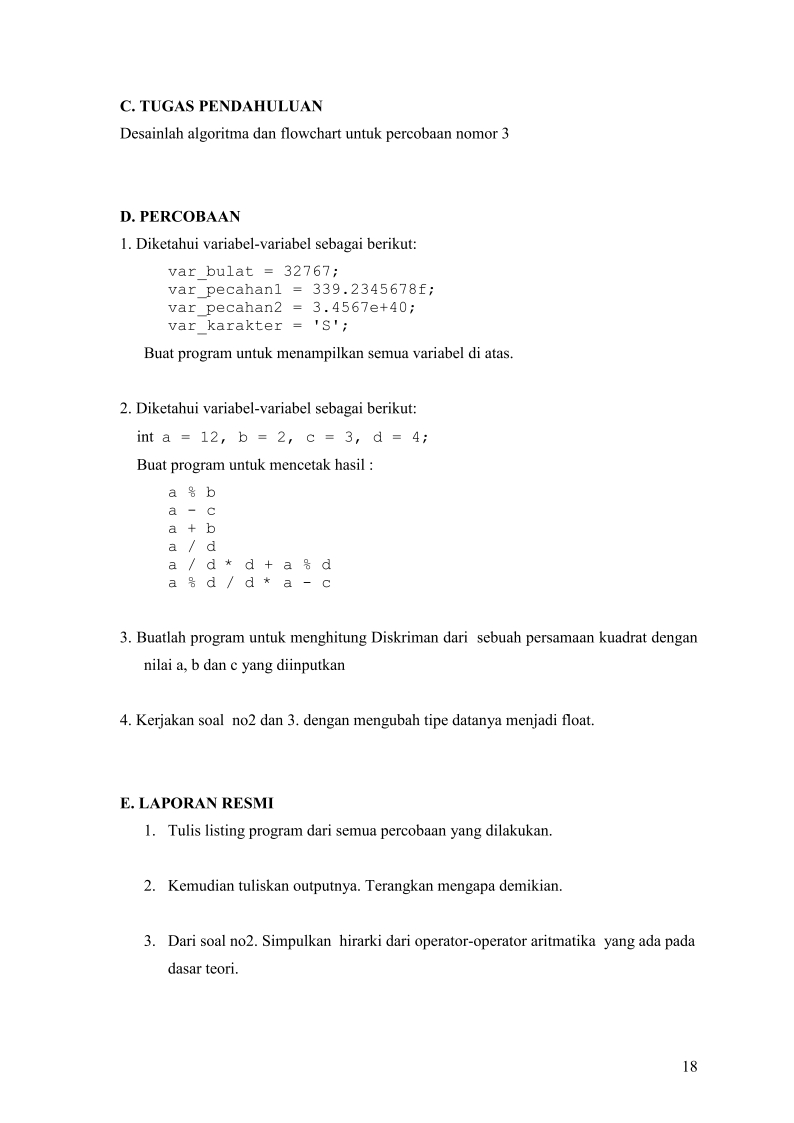 C. TUGAS PENDAHULUAN
Desainlah algoritma dan flowchart untuk percobaan nomor 3
D. PERCOBAAN
1. Diketahui variabel-variabel sebagai berikut:
var_bulat = 32767;
var_pecahan1 = 339.2345678f;
var_pecahan2 = 3.4567e+40;
var_karakter = 'S';
Buat program untuk menampilkan semua variabel di atas.
2. Diketahui variabel-variabel sebagai berikut:
int a = 12, b = 2, c = 3, d = 4;
Buat program untuk mencetak hasil :
a % b
a - c
a + b
a / d
a / d * d + a % d
a % d / d * a - c
3. Buatlah program untuk menghitung Diskriman dari sebuah persamaan kuadrat dengan
nilai a, b dan c yang diinputkan
4. Kerjakan soal no2 dan 3. dengan mengubah tipe datanya menjadi float.
E. LAPORAN RESMI
1. Tulis listing program dari semua percobaan yang dilakukan.
2. Kemudian tuliskan outputnya. Terangkan mengapa demikian.
3. Dari soal no2. Simpulkan hirarki dari operator-operator aritmatika yang ada pada
dasar teori.
18